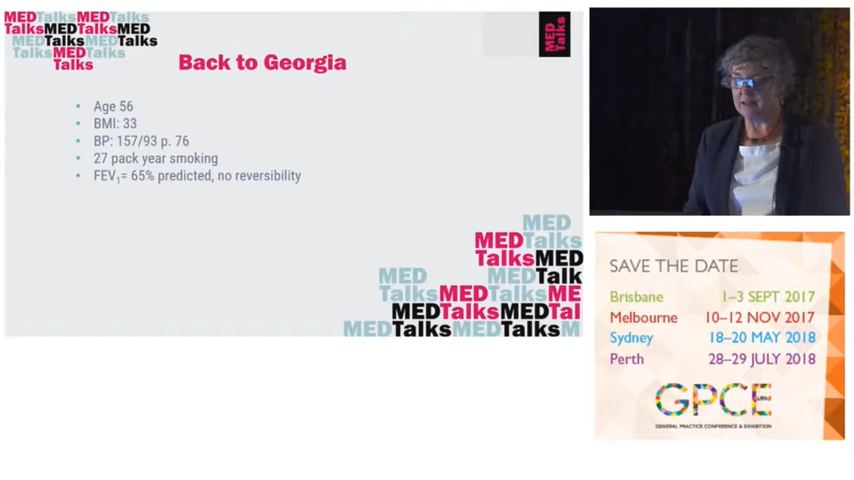 MEDTalksMEDTalks
TalksMEDTalksMED
MEDTalksMEDTalks
TalksMEDTalks
Talks
MED
Talks
Back to Georgia
• Age 56
• BMI: 33
• BP: 157/93 p. 76
• 27 pack year smoking
• FEV1= 65% predicted, no reversibility
MED
MEDTalks
TalksMED
MED MEDTalk
TalksMEDTalksME
MEDTalksMEDTal
MEDTalksMEDTalksM
SAVE THE DATE
Brisbane 1–3 SEPT 2017
Melbourne 10–12 NOV 2017
Sydney 18–20 MAY 2018
Perth 28–29 JULY 2018
GPCE
GENERAL PRACTICE CONFERENCE & EXHIBITION